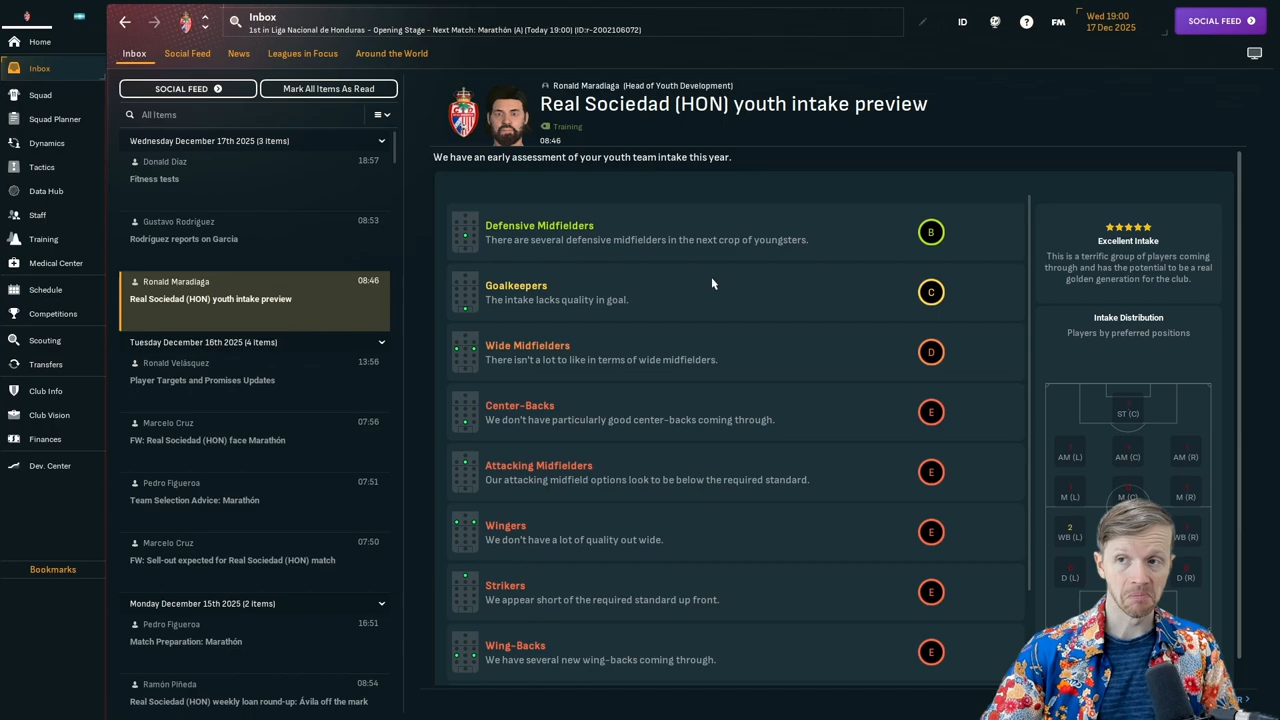 Inbox
1st in Liga Nacional de Honduras - Opening Stage - Next Match: Marathón (A) (Today 19:00) (ID:r-2002106072)
ID
FM
Wed 19:00
17 Dec 2025
SOCIAL FEED
Home
Inbox
Squad
Squad Planner
Dynamics
Tactics
Data Hub
Staff
Training
Medical Center
Schedule
Competitions
Scouting
Transfers
Club Info
Club Vision
Finances
Dev. Center
Bookmarks
Inbox
Social Feed
News
Leagues in Focus
Around the World
SOCIAL FEED
Mark All Items As Read
All Items
Wednesday December 17th 2025 (3 items)
Donald Díaz 18:57
Fitness tests
Gustavo Rodríguez 08:53
Rodríguez reports on Garcia
Ronald Maradiaga 08:46
Real Sociedad (HON) youth intake preview
Tuesday December 16th 2025 (4 items)
Ronald Velásquez 13:56
Player Targets and Promises Updates
Marcelo Cruz 07:56
FW: Real Sociedad (HON) face Marathón
Pedro Figueroa 07:51
Team Selection Advice: Marathón
Marcelo Cruz 07:50
FW: Sell-out expected for Real Sociedad (HON) match
Monday December 15th 2025 (2 items)
Pedro Figueroa 16:51
Match Preparation: Marathón
Ramón Piñeda 08:54
Real Sociedad (HON) weekly loan round-up: Ávila off the mark
Ronald Maradiaga (Head of Youth Development)
Real Sociedad (HON) youth intake preview
Training
08:46
We have an early assessment of your youth team intake this year.
Defensive Midfielders
There are several defensive midfielders in the next crop of youngsters.
B
Goalkeepers
The intake lacks quality in goal.
C
Wide Midfielders
There isn't a lot to like in terms of wide midfielders.
D
Center-Backs
We don't have particularly good center-backs coming through.
E
Attacking Midfielders
Our attacking midfield options look to be below the required standard.
E
Wingers
We don't have a lot of quality out wide.
E
Strikers
We appear short of the required standard up front.
E
Wing-Backs
We have several new wing-backs coming through.
E
Excellent Intake
This is a terrific group of players coming
through and has the potential to be a real
golden generation for the club.
Intake Distribution
Players by preferred positions
ST (C)
AM (L) AM (C) AM (R)
M (L) M (C) M (R)
2
WB (L) WB (R)
D (L) D (R)